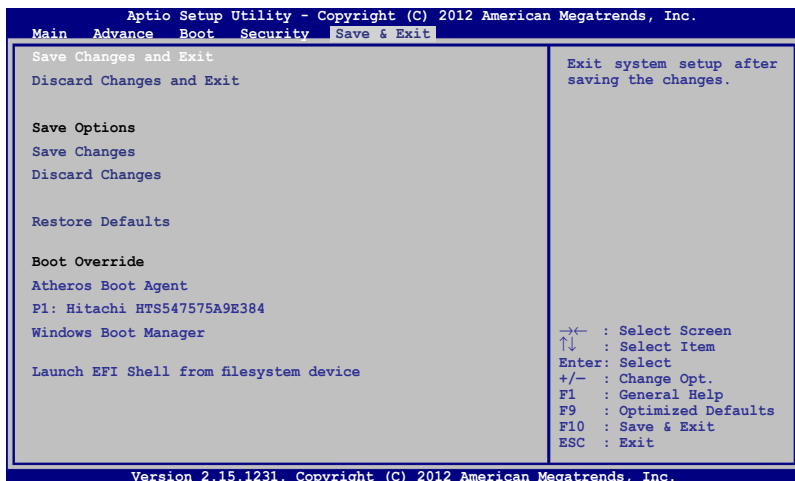 Aptio Setup Utility - Copyright (C) 2012 American Megatrends, Inc.
Main Advance Boot Security Save & Exit
Save Changes and Exit
Discard Changes and Exit
Save Options
Save Changes
Discard Changes
Restore Defaults
Boot Override
Atheros Boot Agent
P1: Hitachi HTS547575A9E384
Windows Boot Manager
Launch EFI Shell from filesystem device
Exit system setup after
saving the changes.
→← : Select Screen
↑↓ : Select Item
Enter: Select
+/— : Change Opt.
F1 : General Help
F9 : Optimized Defaults
F10 : Save & Exit
ESC : Exit
Version 2.15.1231. Copyright (C) 2012 American Megatrends, Inc.